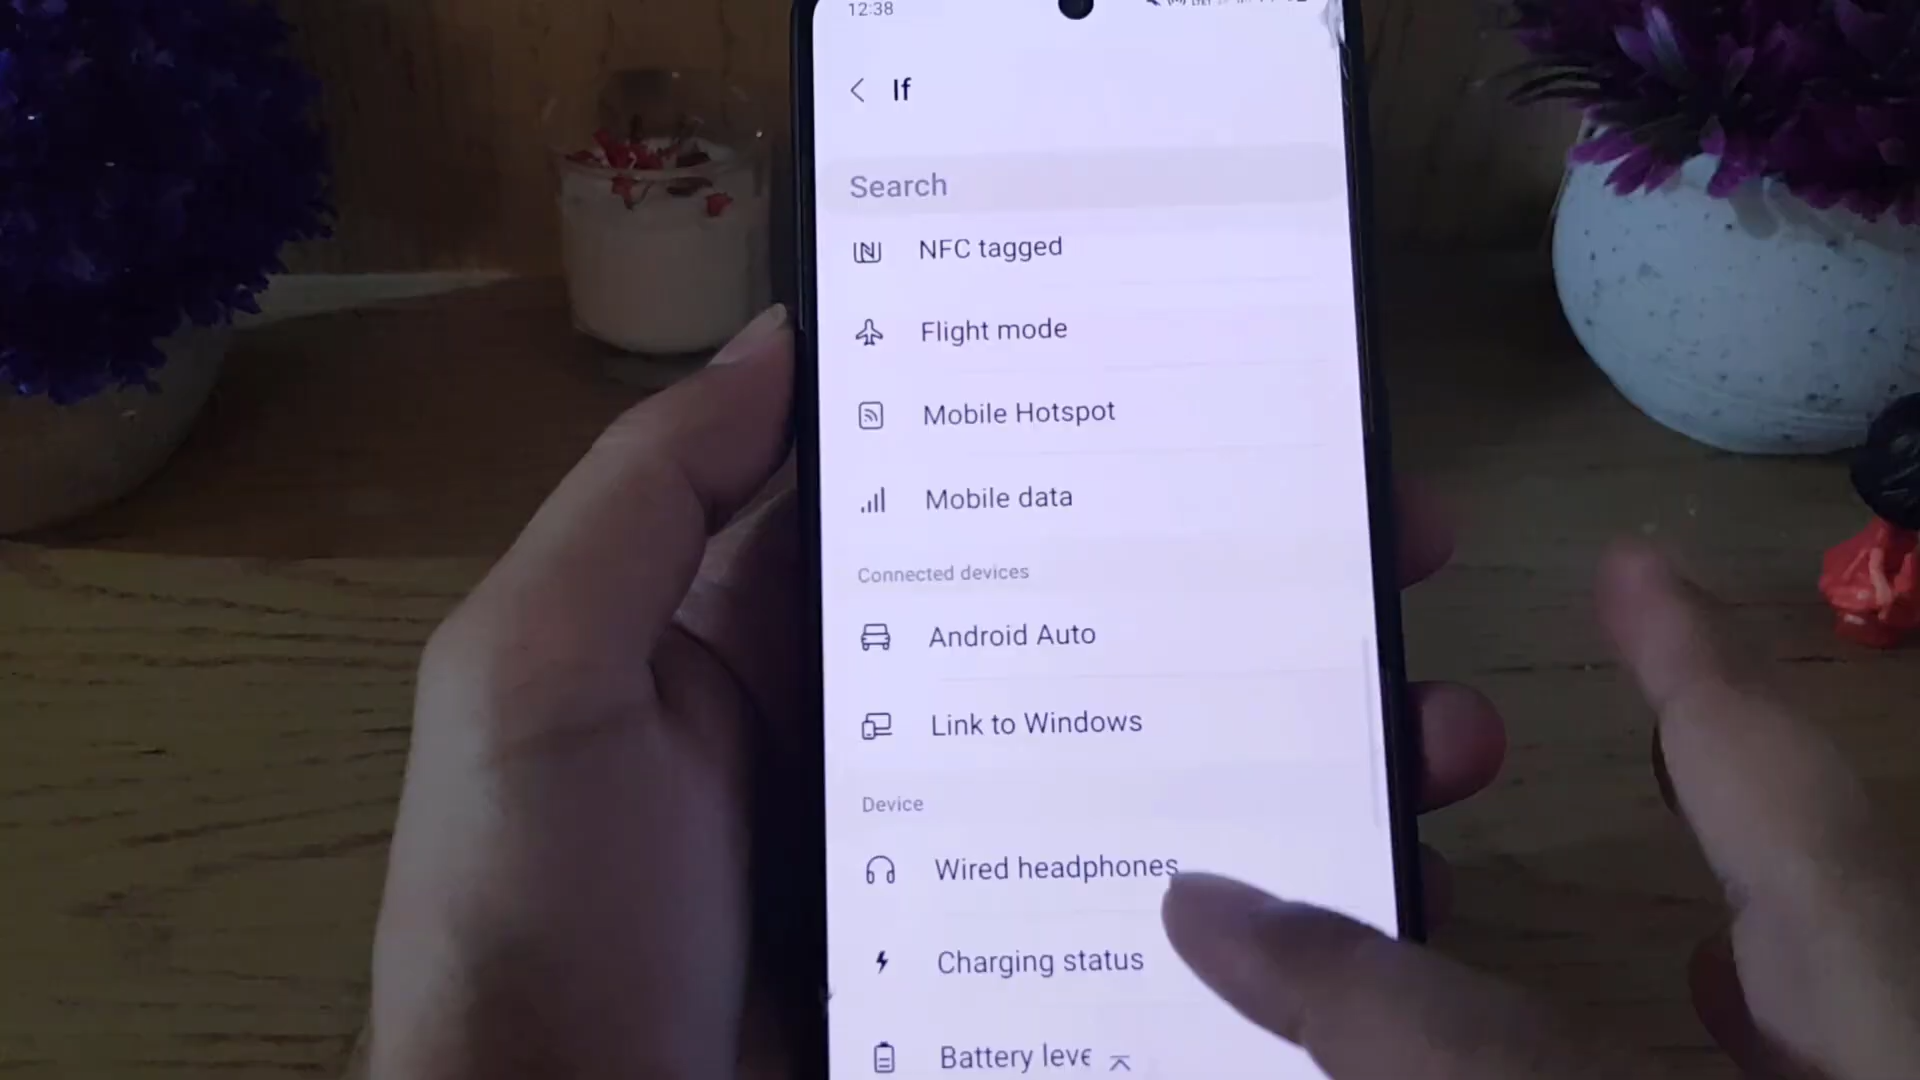 12:38
If
Search
NFC tagged
Flight mode
Mobile Hotspot
Mobile data
Connected devices
Android Auto
Link to Windows
Device
Wired headphones
Charging status
Battery leve